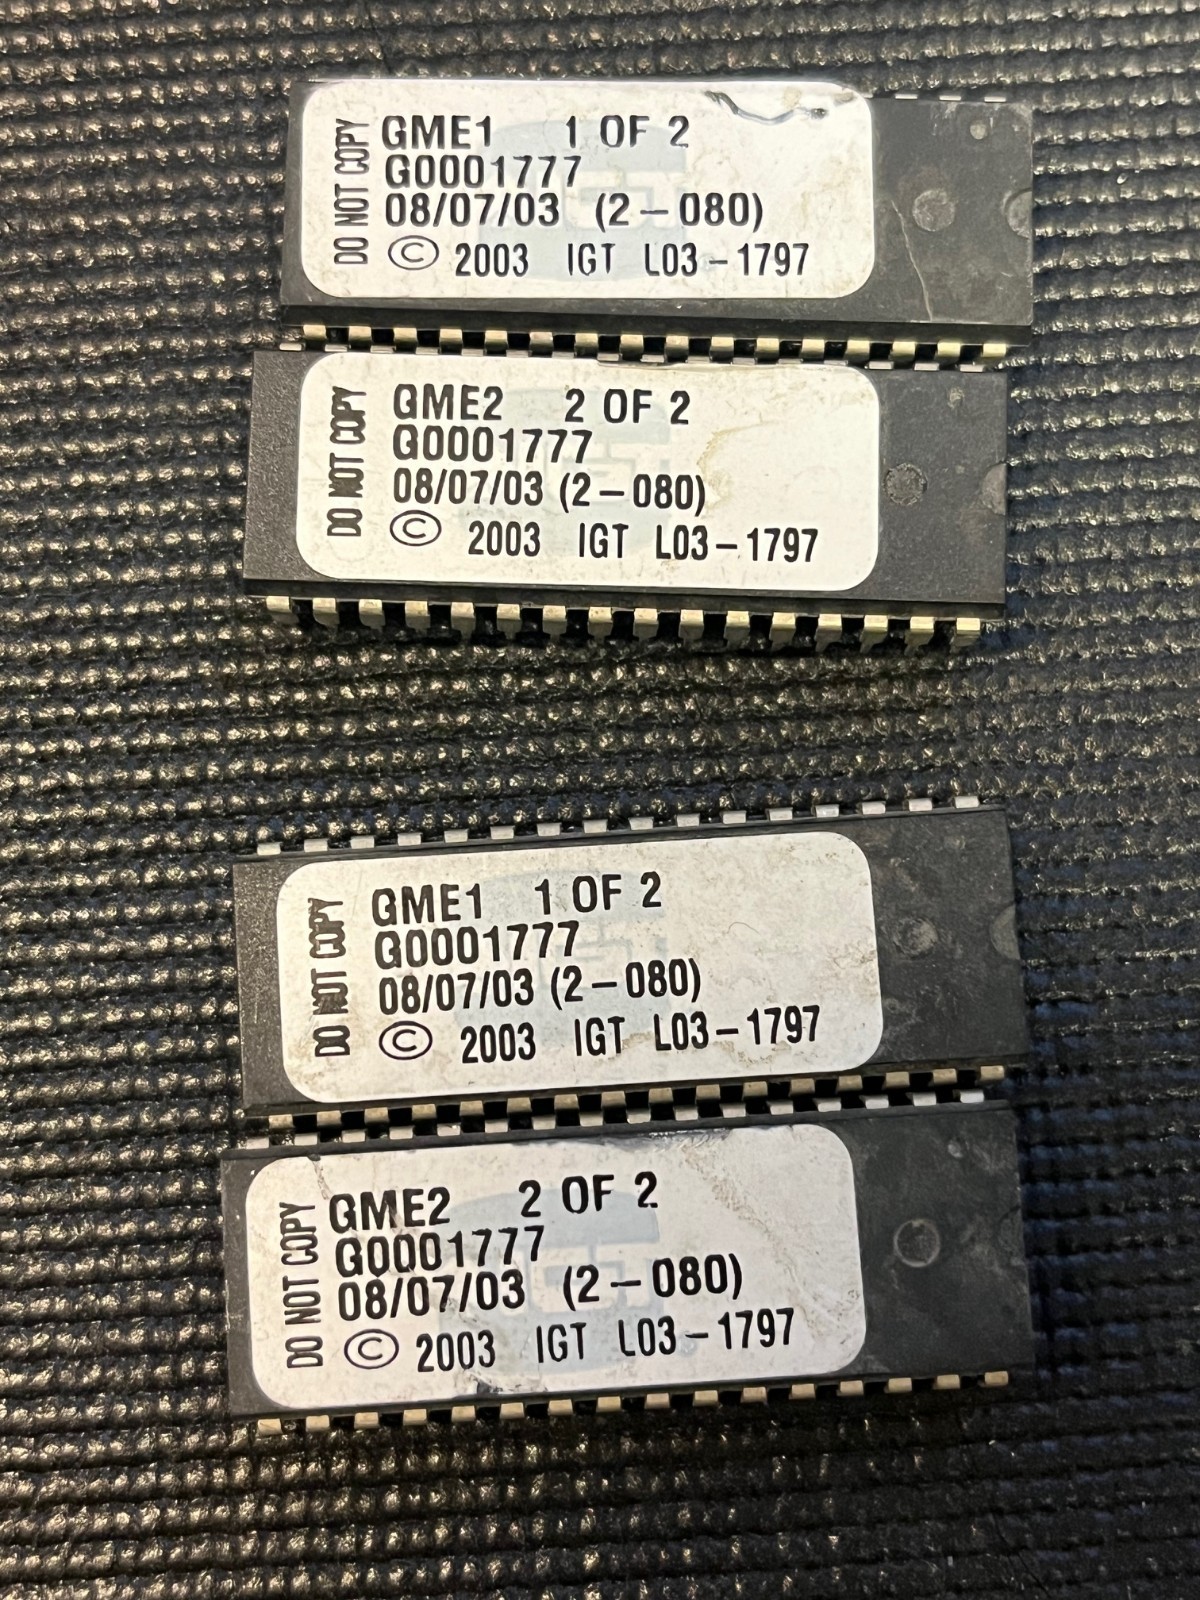 DO NOT COPY
GME1 1 OF 2
G0001777
08/07/03 (2-080)
© 2003 IGT L03-1797
DO NOT COPY
GME2 2 OF 2
G0001777
08/07/03 (2-080)
© 2003 IGT L03-1797
DO NOT COPY
GME1 1 OF 2
G0001777
08/07/03 (2-080)
© 2003 IGT L03-1797
DO NOT COPY
GME2 2 OF 2
G0001777
08/07/03 (2-080)
© 2003 IGT L03-1797